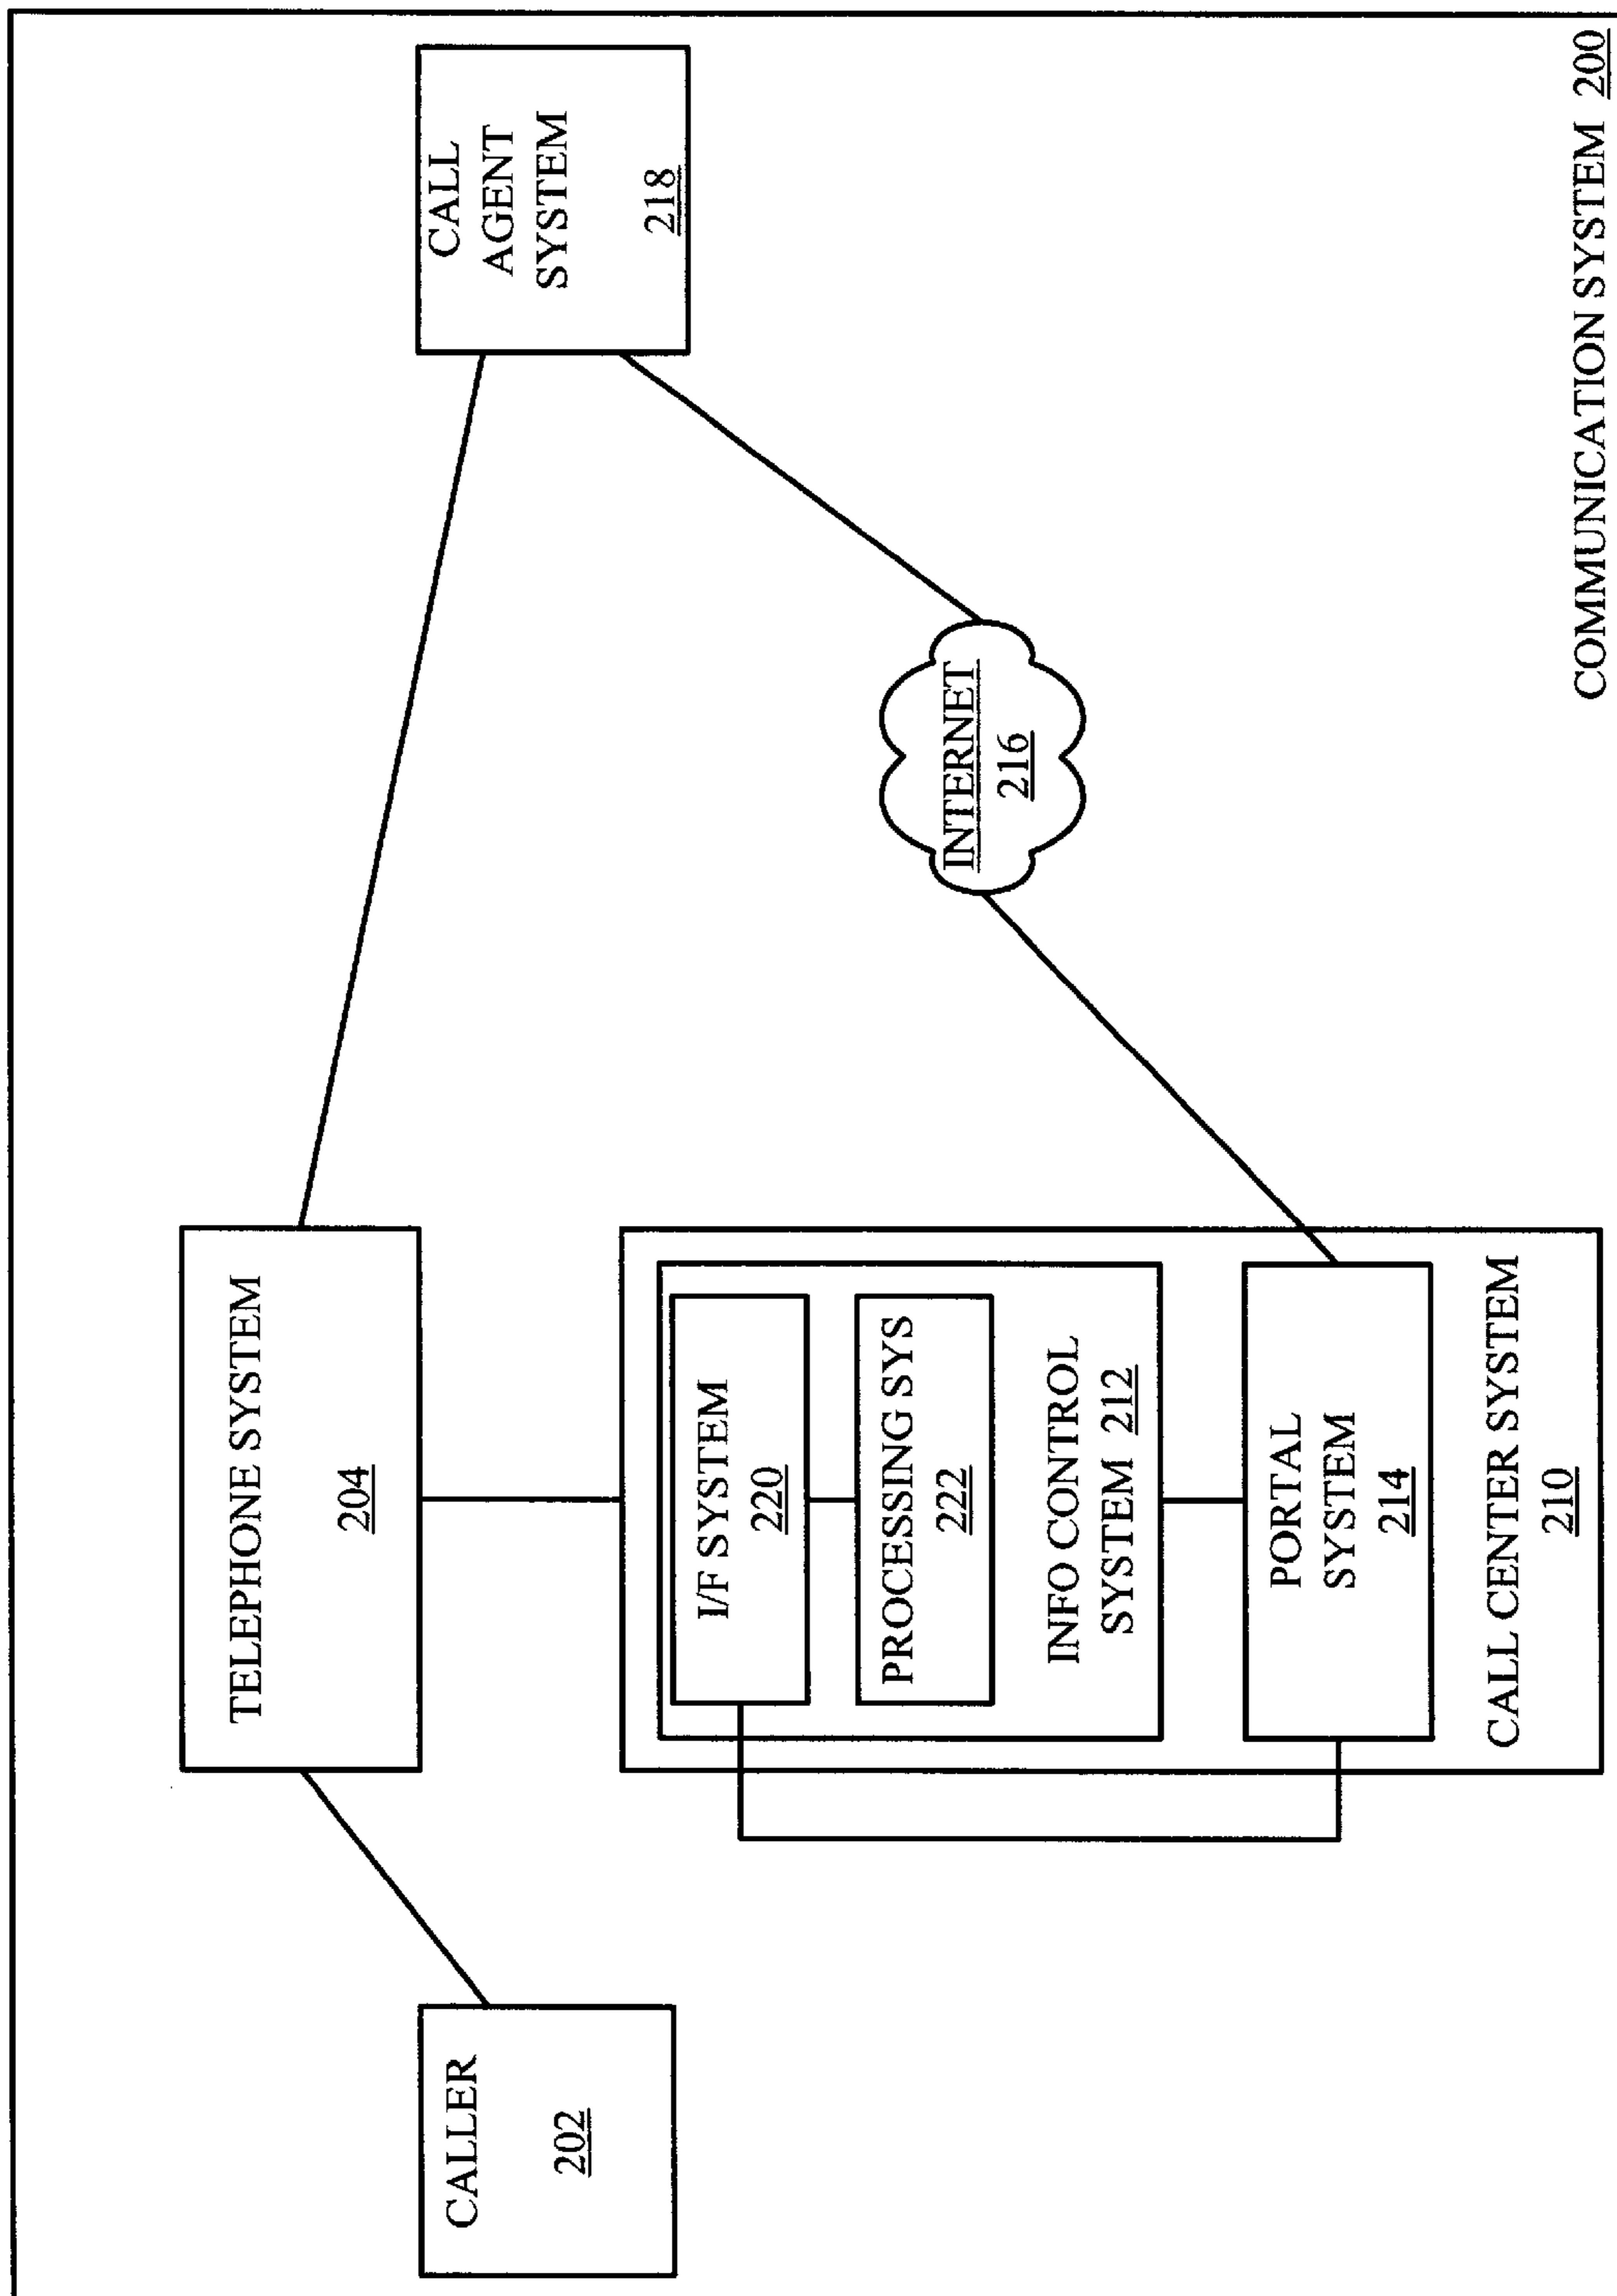 CALLER
202
TELEPHONE SYSTEM
204
I/F SYSTEM
220
PROCESSING SYS
222
INFO CONTROL
SYSTEM 212
PORTAL
SYSTEM
214
CALL CENTER SYSTEM
210
INTERNET
216
CALL
AGENT
SYSTEM
218
COMMUNICATION SYSTEM 200